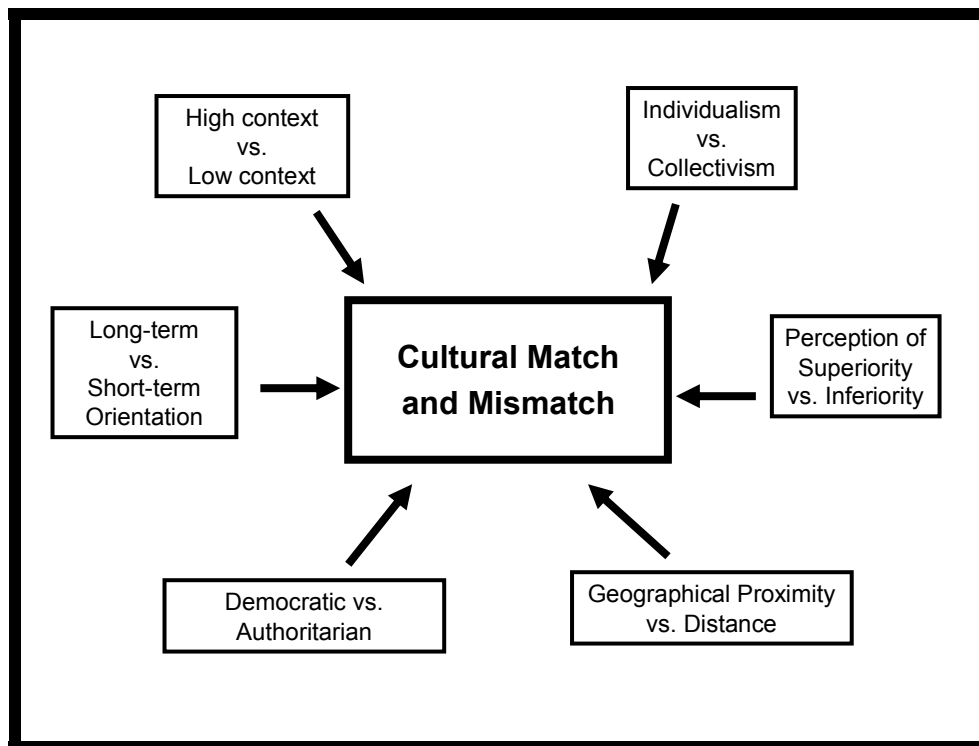 High context
vs.
Low context
Individualism
vs.
Collectivism
Long-term
vs.
Short-term
Orientation
Cultural Match
and Mismatch
Perception of
Superiority
vs. Inferiority
Democratic vs.
Authoritarian
Geographical Proximity
vs. Distance